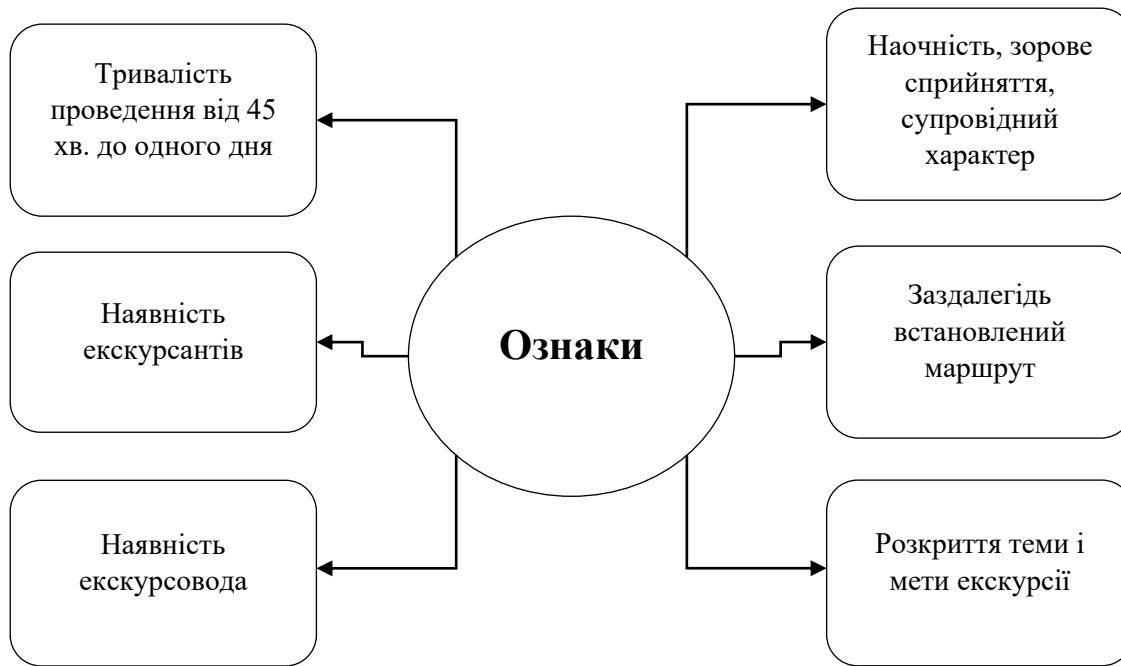 Тривалість
проведення від 45
хв. до одного дня
Наявність
екскурсантів
Наявність
екскурсовода
Ознаки
Наочність, зорове
сприйняття,
супровідний
характер
Заздалегідь
встановлений
маршрут
Розкриття теми і
мети екскурсії